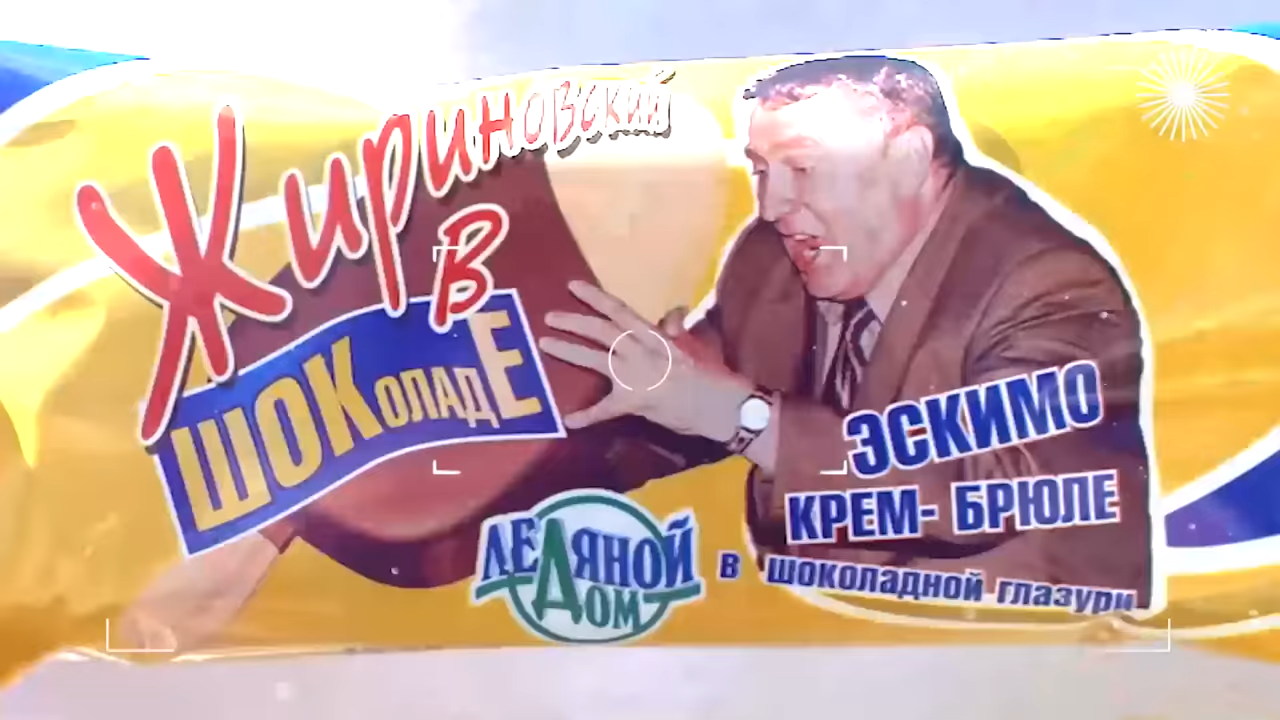 Жириновский
в
ШОКОЛАДЕ
ЭСКИМО
КРЕМ- БРЮЛЕ
в шоколадной глазури
ЛЕДЯНОЙ
ДОМ